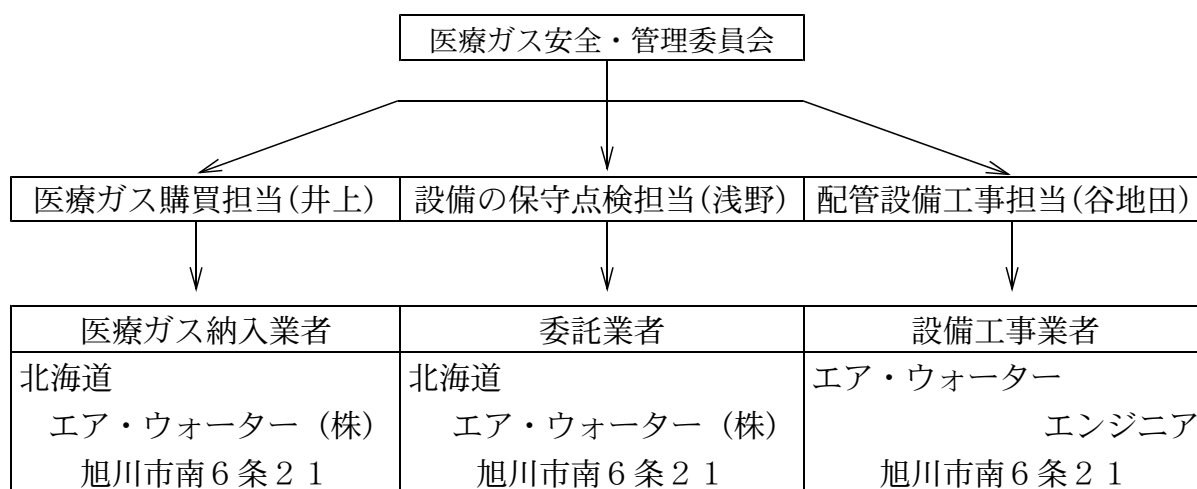 医療ガス安全・管理委員会
医療ガス購買担当(井上)
設備の保守点検担当(浅野)
配管設備工事担当(谷地田)
医療ガス納入業者
委託業者
設備工事業者
北海道
エア・ウォーター（株）
旭川市南６条２１
北海道
エア・ウォーター（株）
旭川市南６条２１
エア・ウォーター
エンジニア
旭川市南６条２１